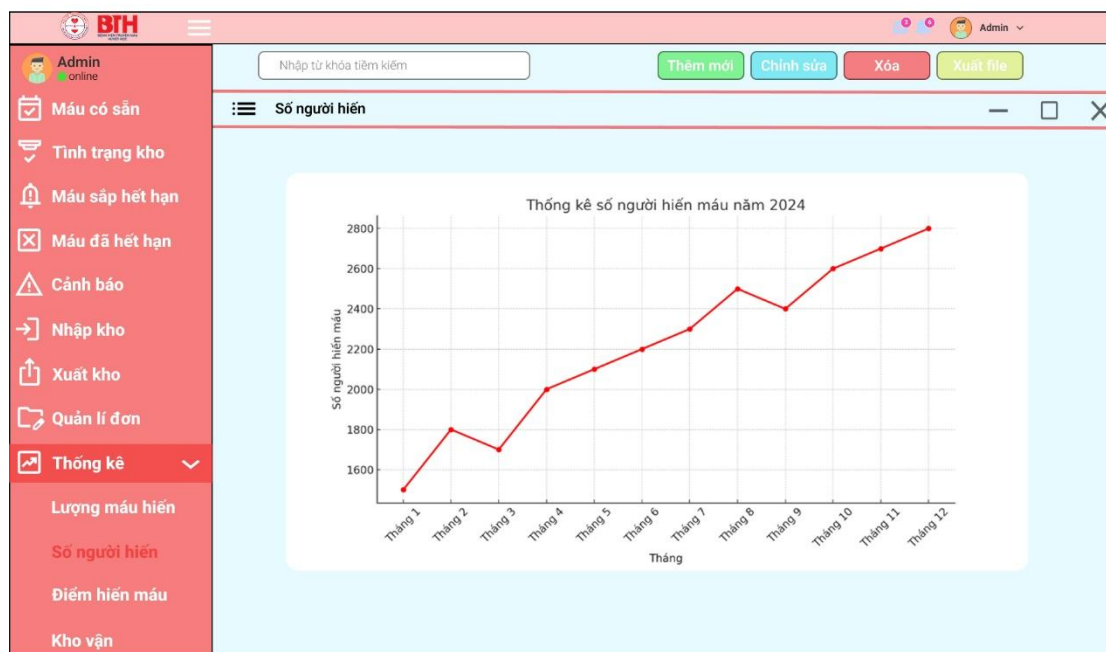 BTH
3
6
Admin
Admin
online
Nhập từ khóa tiềm kiếm
Thêm mới
Chỉnh sửa
Xóa
Xuất file
Số người hiến
Máu có sẵn
Tình trạng kho
Máu sắp hết hạn
Máu đã hết hạn
Cảnh báo
Nhập kho
Xuất kho
Quản lí đơn
Thống kê
Lượng máu hiến
Số người hiến
Điểm hiến máu
Kho vận
Thống kê số người hiến máu năm 2024
Số người hiến máu
2800
2600
2400
2200
2000
1800
1600
Tháng 1
Tháng 2
Tháng 3
Tháng 4
Tháng 5
Tháng 6
Tháng 7
Tháng 8
Tháng 9
Tháng 10
Tháng 11
Tháng 12
Tháng